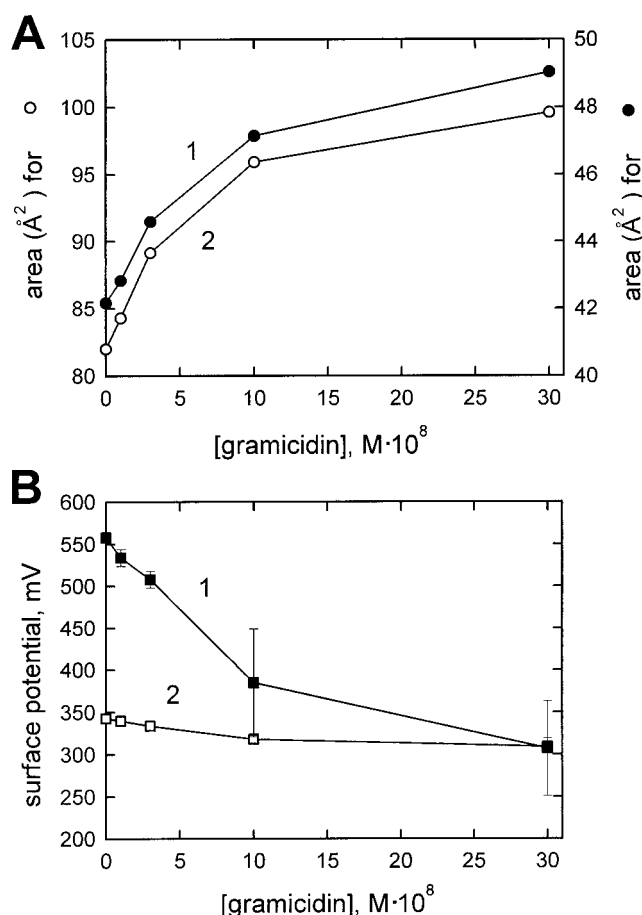 A
area (Å²) for ○
105
100
95
90
85
80
50
48
46
44
42
40
area (Å²) for ●
1
2
0 5 10 15 20 25 30
[gramicidin], M·10⁸
B
surface potential, mV
600
550
500
450
400
350
300
250
200
1
2
0 5 10 15 20 25 30
[gramicidin], M·10⁸